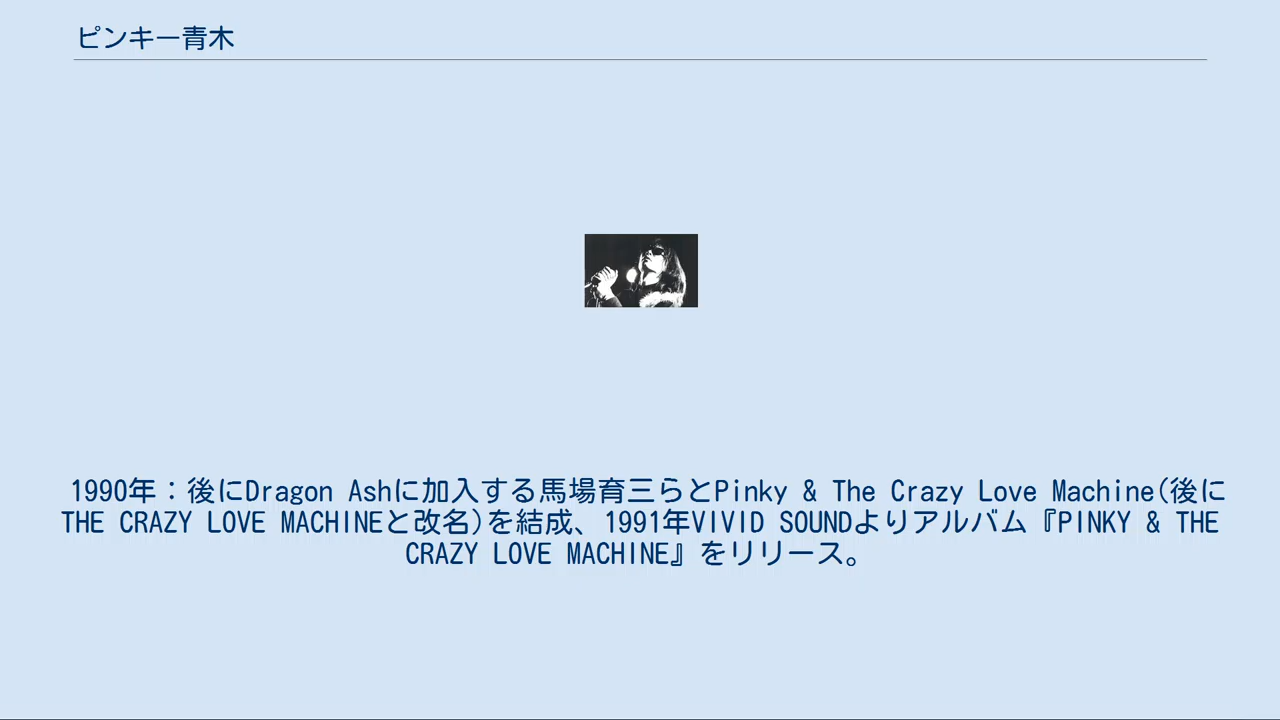 ピンキー青木
1990年：後にDragon Ashに加入する馬場育三らとPinky & The Crazy Love Machine(後に
THE CRAZY LOVE MACHINEと改名)を結成、1991年VIVID SOUNDよりアルバム『PINKY & THE
CRAZY LOVE MACHINE』をリリース。